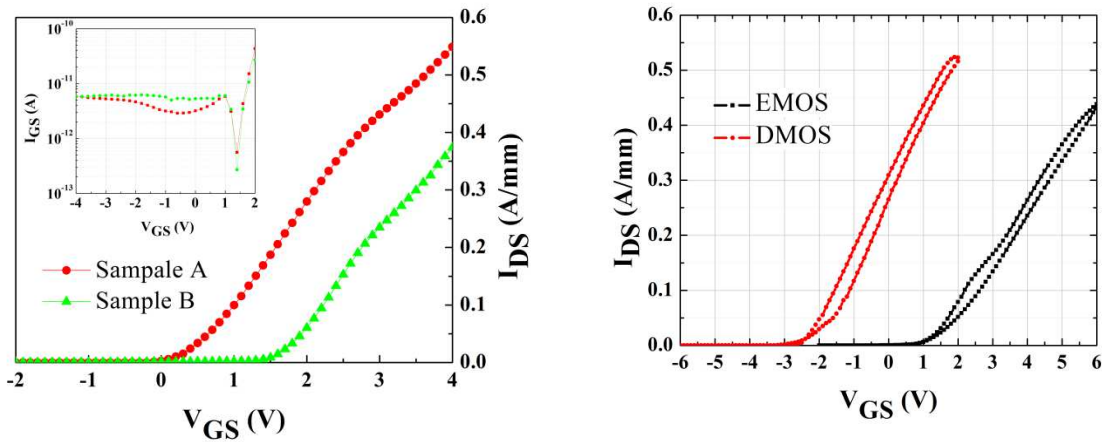 10⁻¹⁰
10⁻¹¹
10⁻¹²
10⁻¹³
I_GS (A)
-4 -3 -2 -1 0 1 2
V_GS (V)
Sampale A
Sample B
0.6
0.5
0.4
0.3
0.2
0.1
0.0
I_DS (A/mm)
-2 -1 0 1 2 3 4
V_GS (V)
0.6
0.5
0.4
0.3
0.2
0.1
0.0
I_DS (A/mm)
EMOS
DMOS
-6 -5 -4 -3 -2 -1 0 1 2 3 4 5 6
V_GS (V)